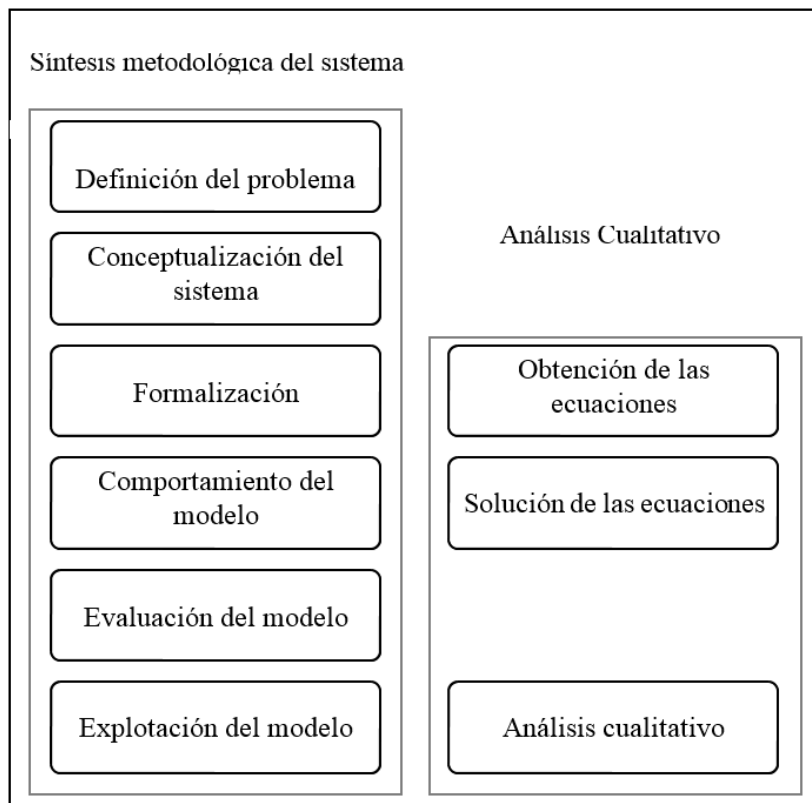 Síntesis metodológica del sistema
Definición del problema
Conceptualización del
sistema
Formalización
Comportamiento del
modelo
Evaluación del modelo
Explotación del modelo
Análisis Cualitativo
Obtención de las
ecuaciones
Solución de las ecuaciones
Análisis cualitativo